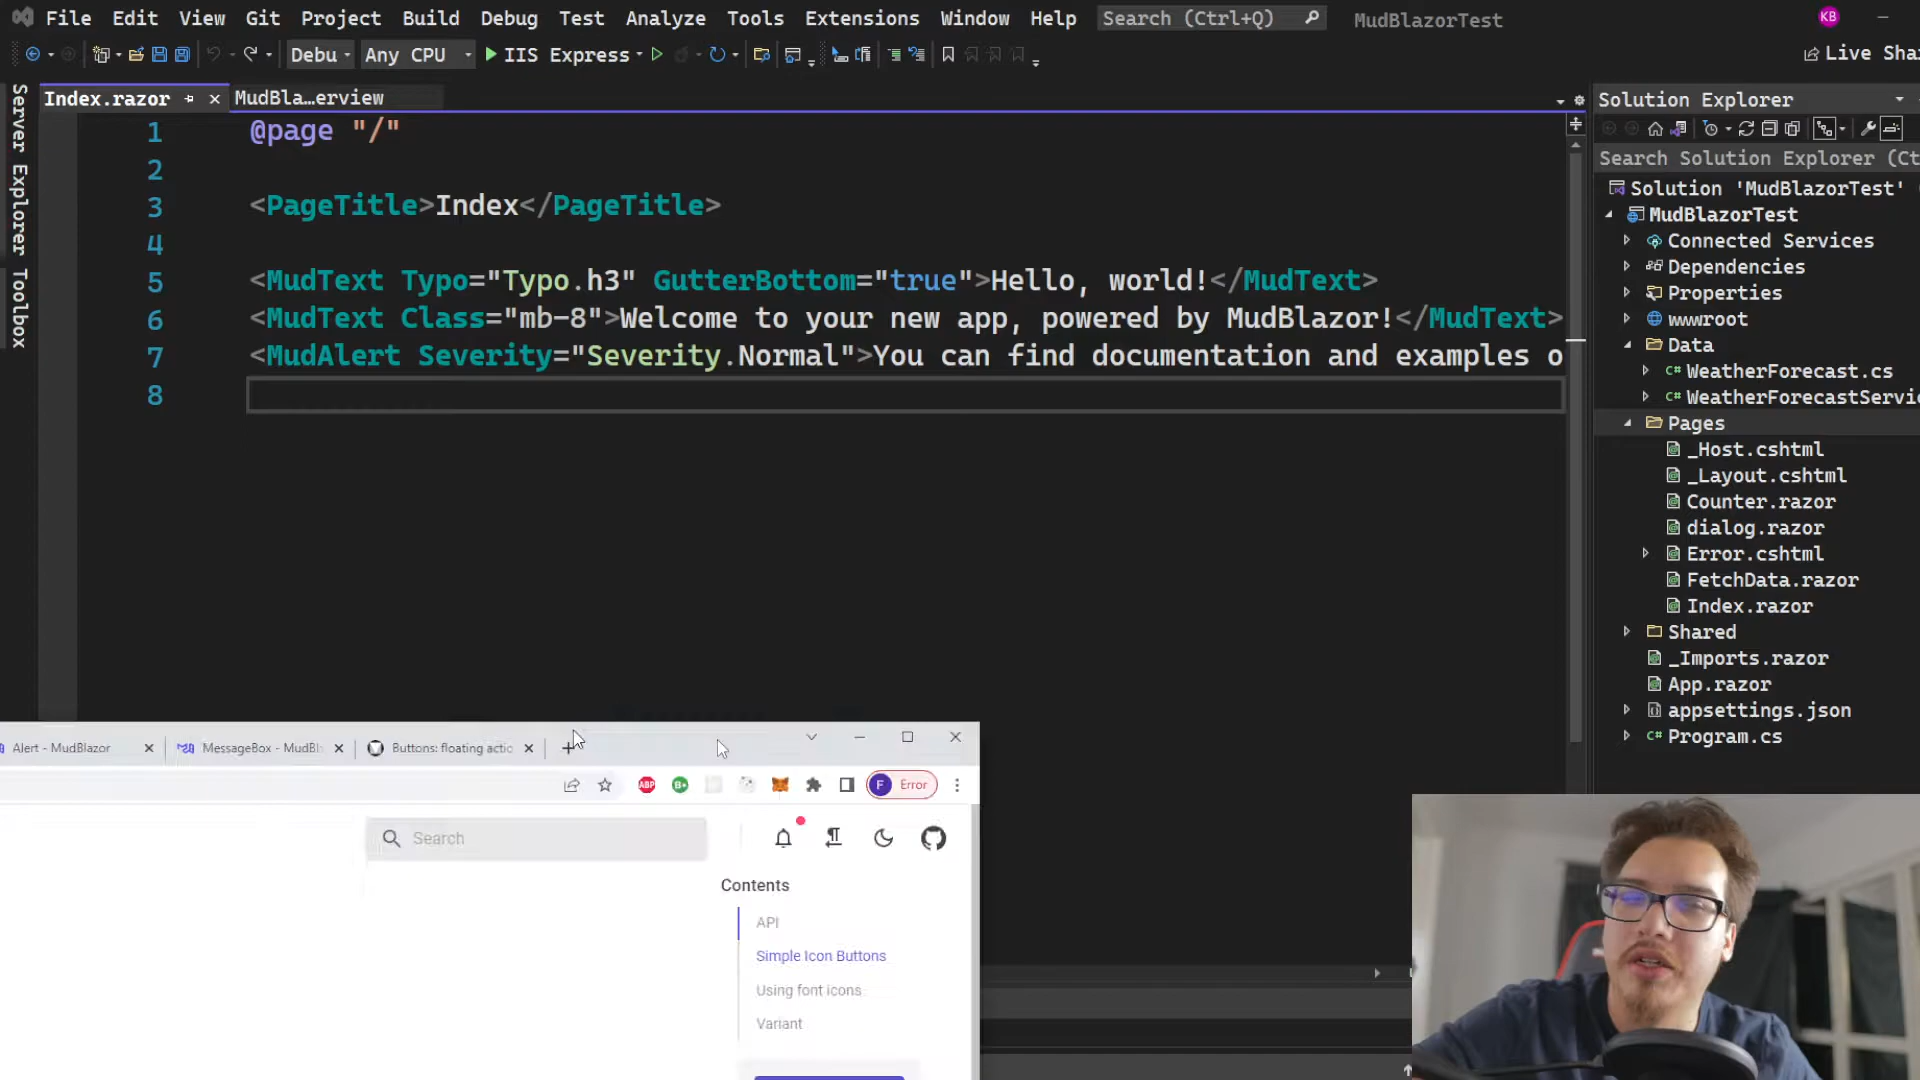 File Edit View Git Project Build Debug Test Analyze Tools Extensions Window Help Search (Ctrl+Q) MudBlazorTest KB
Debu Any CPU IIS Express Live Sha
Server Explorer
Toolbox
Index.razor MudBla…erview
1 @page "/"
2
3 <PageTitle>Index</PageTitle>
4
5 <MudText Typo="Typo.h3" GutterBottom="true">Hello, world!</MudText>
6 <MudText Class="mb-8">Welcome to your new app, powered by MudBlazor!</MudText>
7 <MudAlert Severity="Severity.Normal">You can find documentation and examples o
8
Solution Explorer
Search Solution Explorer (Ct
Solution 'MudBlazorTest'
MudBlazorTest
Connected Services
Dependencies
Properties
wwwroot
Data
C# WeatherForecast.cs
C# WeatherForecastServi
Pages
_Host.cshtml
_Layout.cshtml
Counter.razor
dialog.razor
Error.cshtml
FetchData.razor
Index.razor
Shared
_Imports.razor
App.razor
appsettings.json
C# Program.cs
Alert - MudBlazor MessageBox - MudBl Buttons: floating actio
ABP B+ F Error
Search
Contents
API
Simple Icon Buttons
Using font icons
Variant